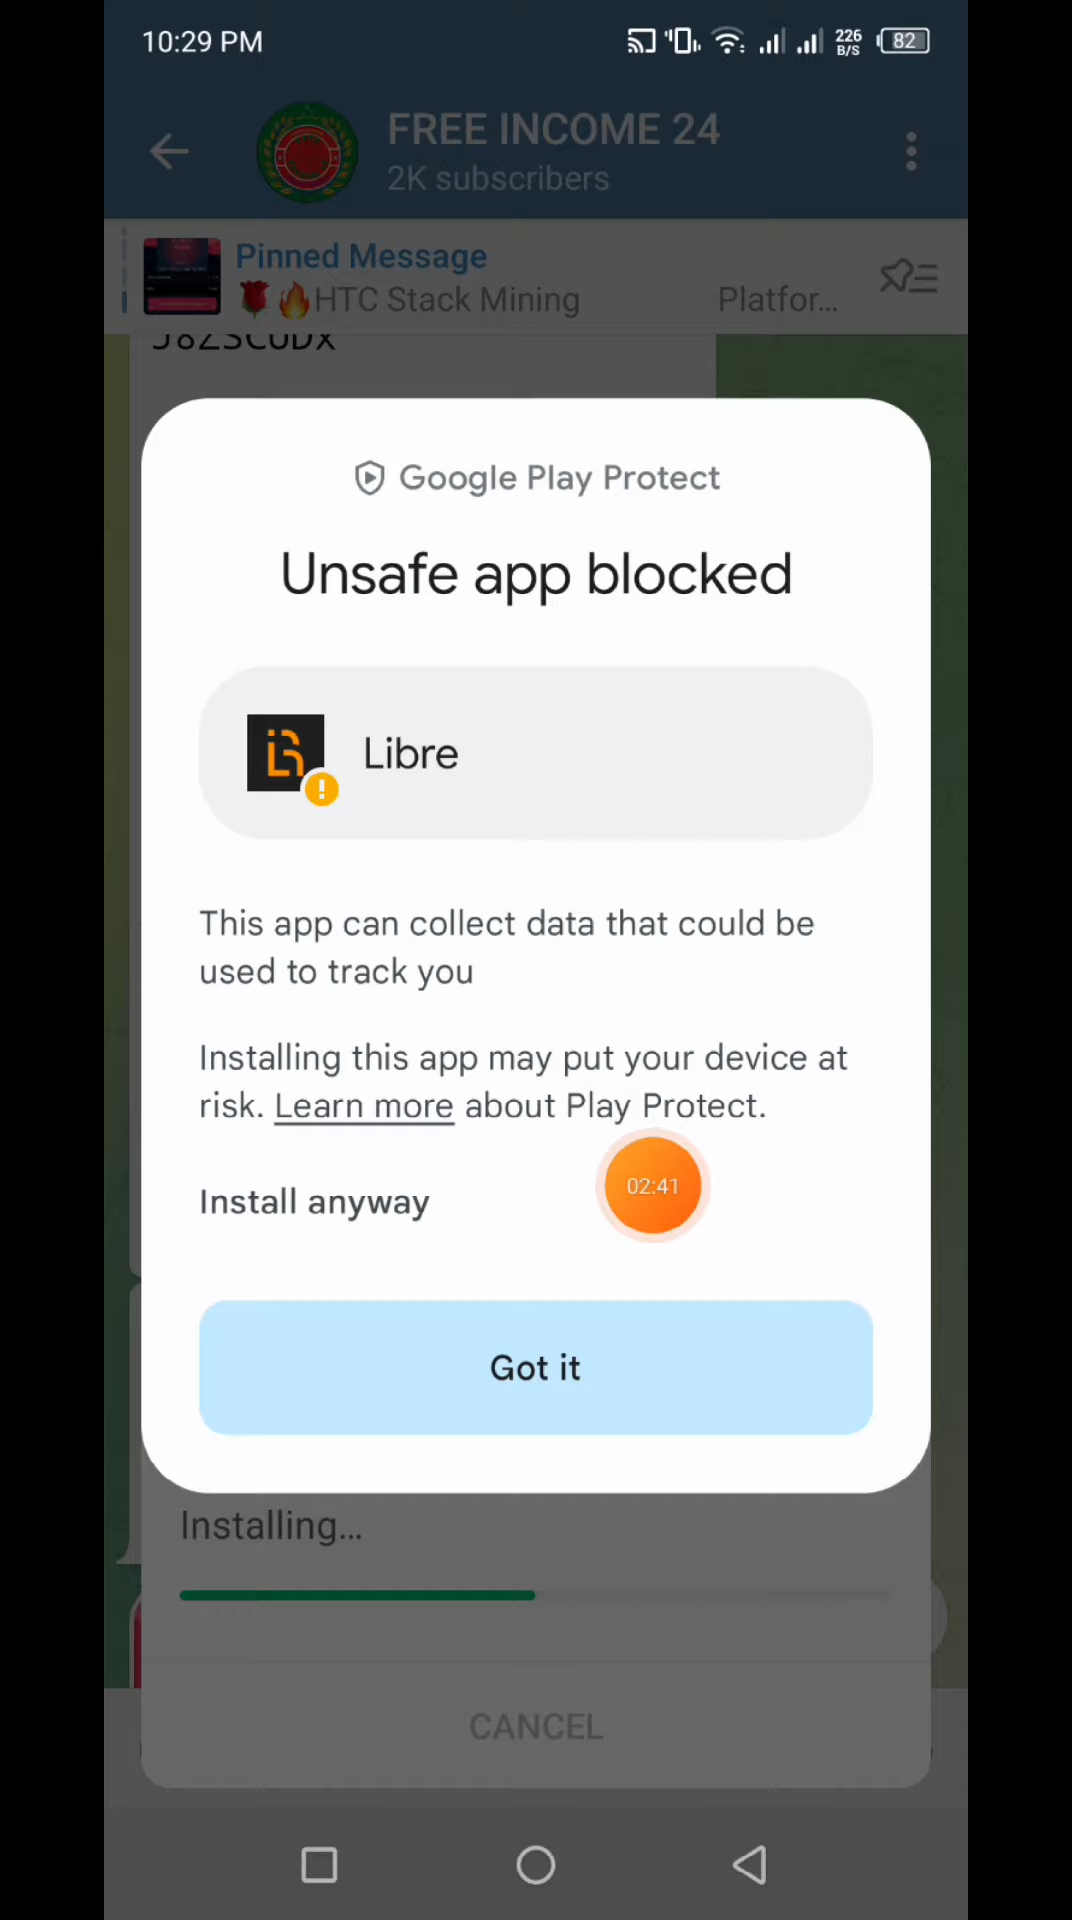 10:29 PM
226
B/S
82
FREE INCOME 24
2K subscribers
Pinned Message
🌹🔥HTC Stack Mining Platfor...
J8ZSCUDX
Google Play Protect
Unsafe app blocked
Libre
This app can collect data that could be
used to track you
Installing this app may put your device at
risk. Learn more about Play Protect.
Install anyway
02:41
Got it
Installing...
CANCEL